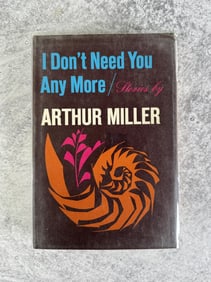 I Don't Need You
Any More / Stories by
ARTHUR MILLER